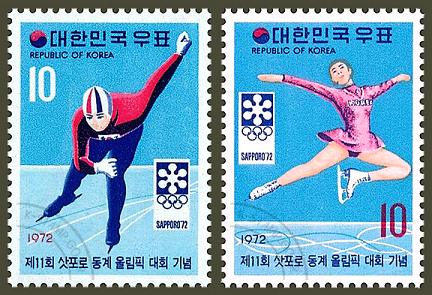 대한민국우표
REPUBLIC OF KOREA
10
SAPPORO'72
1972
제11회 삿포로 동계 올림픽 대회 기념
대한민국우표
REPUBLIC OF KOREA
SAPPORO'72
10
1972
제11회 삿포로 동계 올림픽 대회 기념